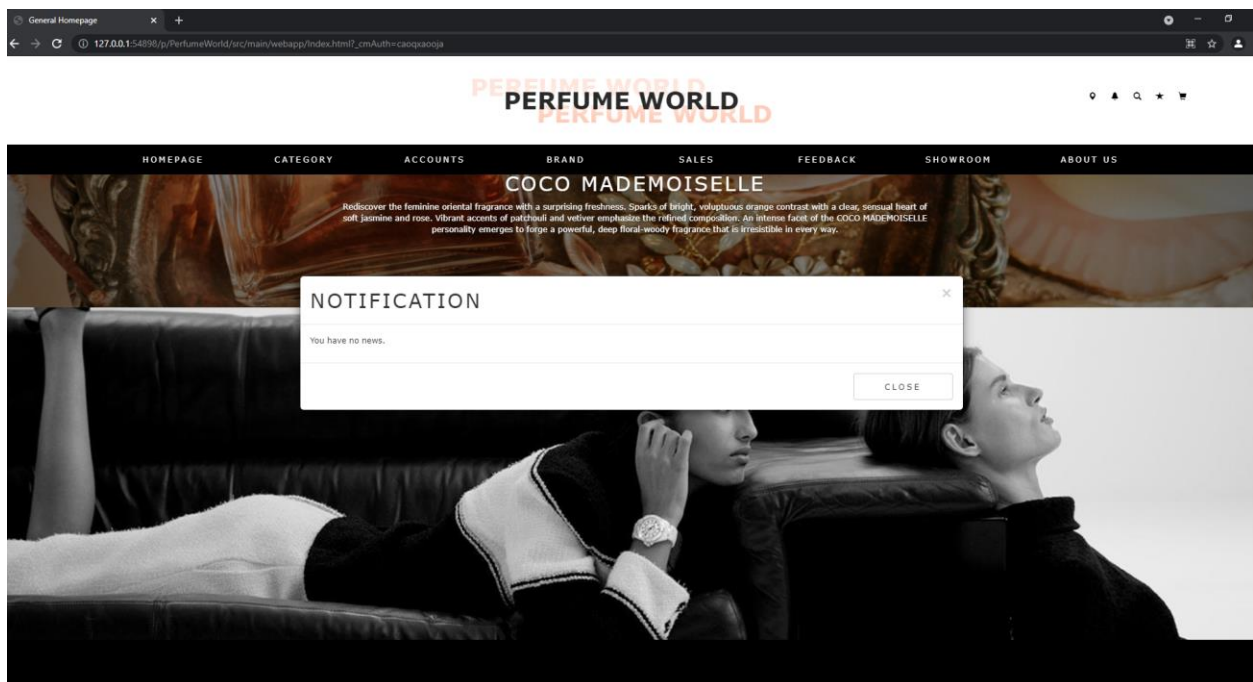 General Homepage
127.0.0.1:54898/p/PerfumeWorld/src/main/webapp/Index.html?_cmAuth=caoqxaooja
PERFUME WORLD
PERFUME WORLD
PERFUME WORLD
HOMEPAGE CATEGORY ACCOUNTS BRAND SALES FEEDBACK SHOWROOM ABOUT US
COCO MADEMOISELLE
Rediscover the feminine oriental fragrance with a surprising freshness. Sparks of bright, voluptuous orange contrast with a clear, sensual heart of
soft jasmine and rose. Vibrant accents of patchouli and vetiver emphasize the refined composition. An intense facet of the COCO MADEMOISELLE
personality emerges to forge a powerful, deep floral-woody fragrance that is irresistible in every way.
NOTIFICATION
You have no news.
CLOSE